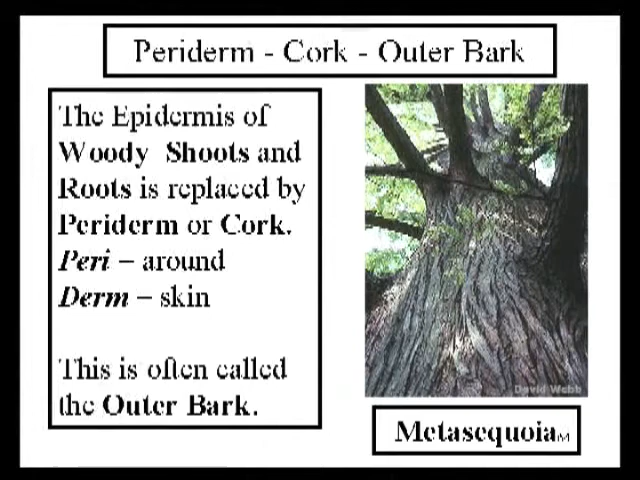 Periderm - Cork - Outer Bark
The Epidermis of
Woody Shoots and
Roots is replaced by
Periderm or Cork.
Peri – around
Derm – skin
This is often called
the Outer Bark.
David Webb
Metasequoia